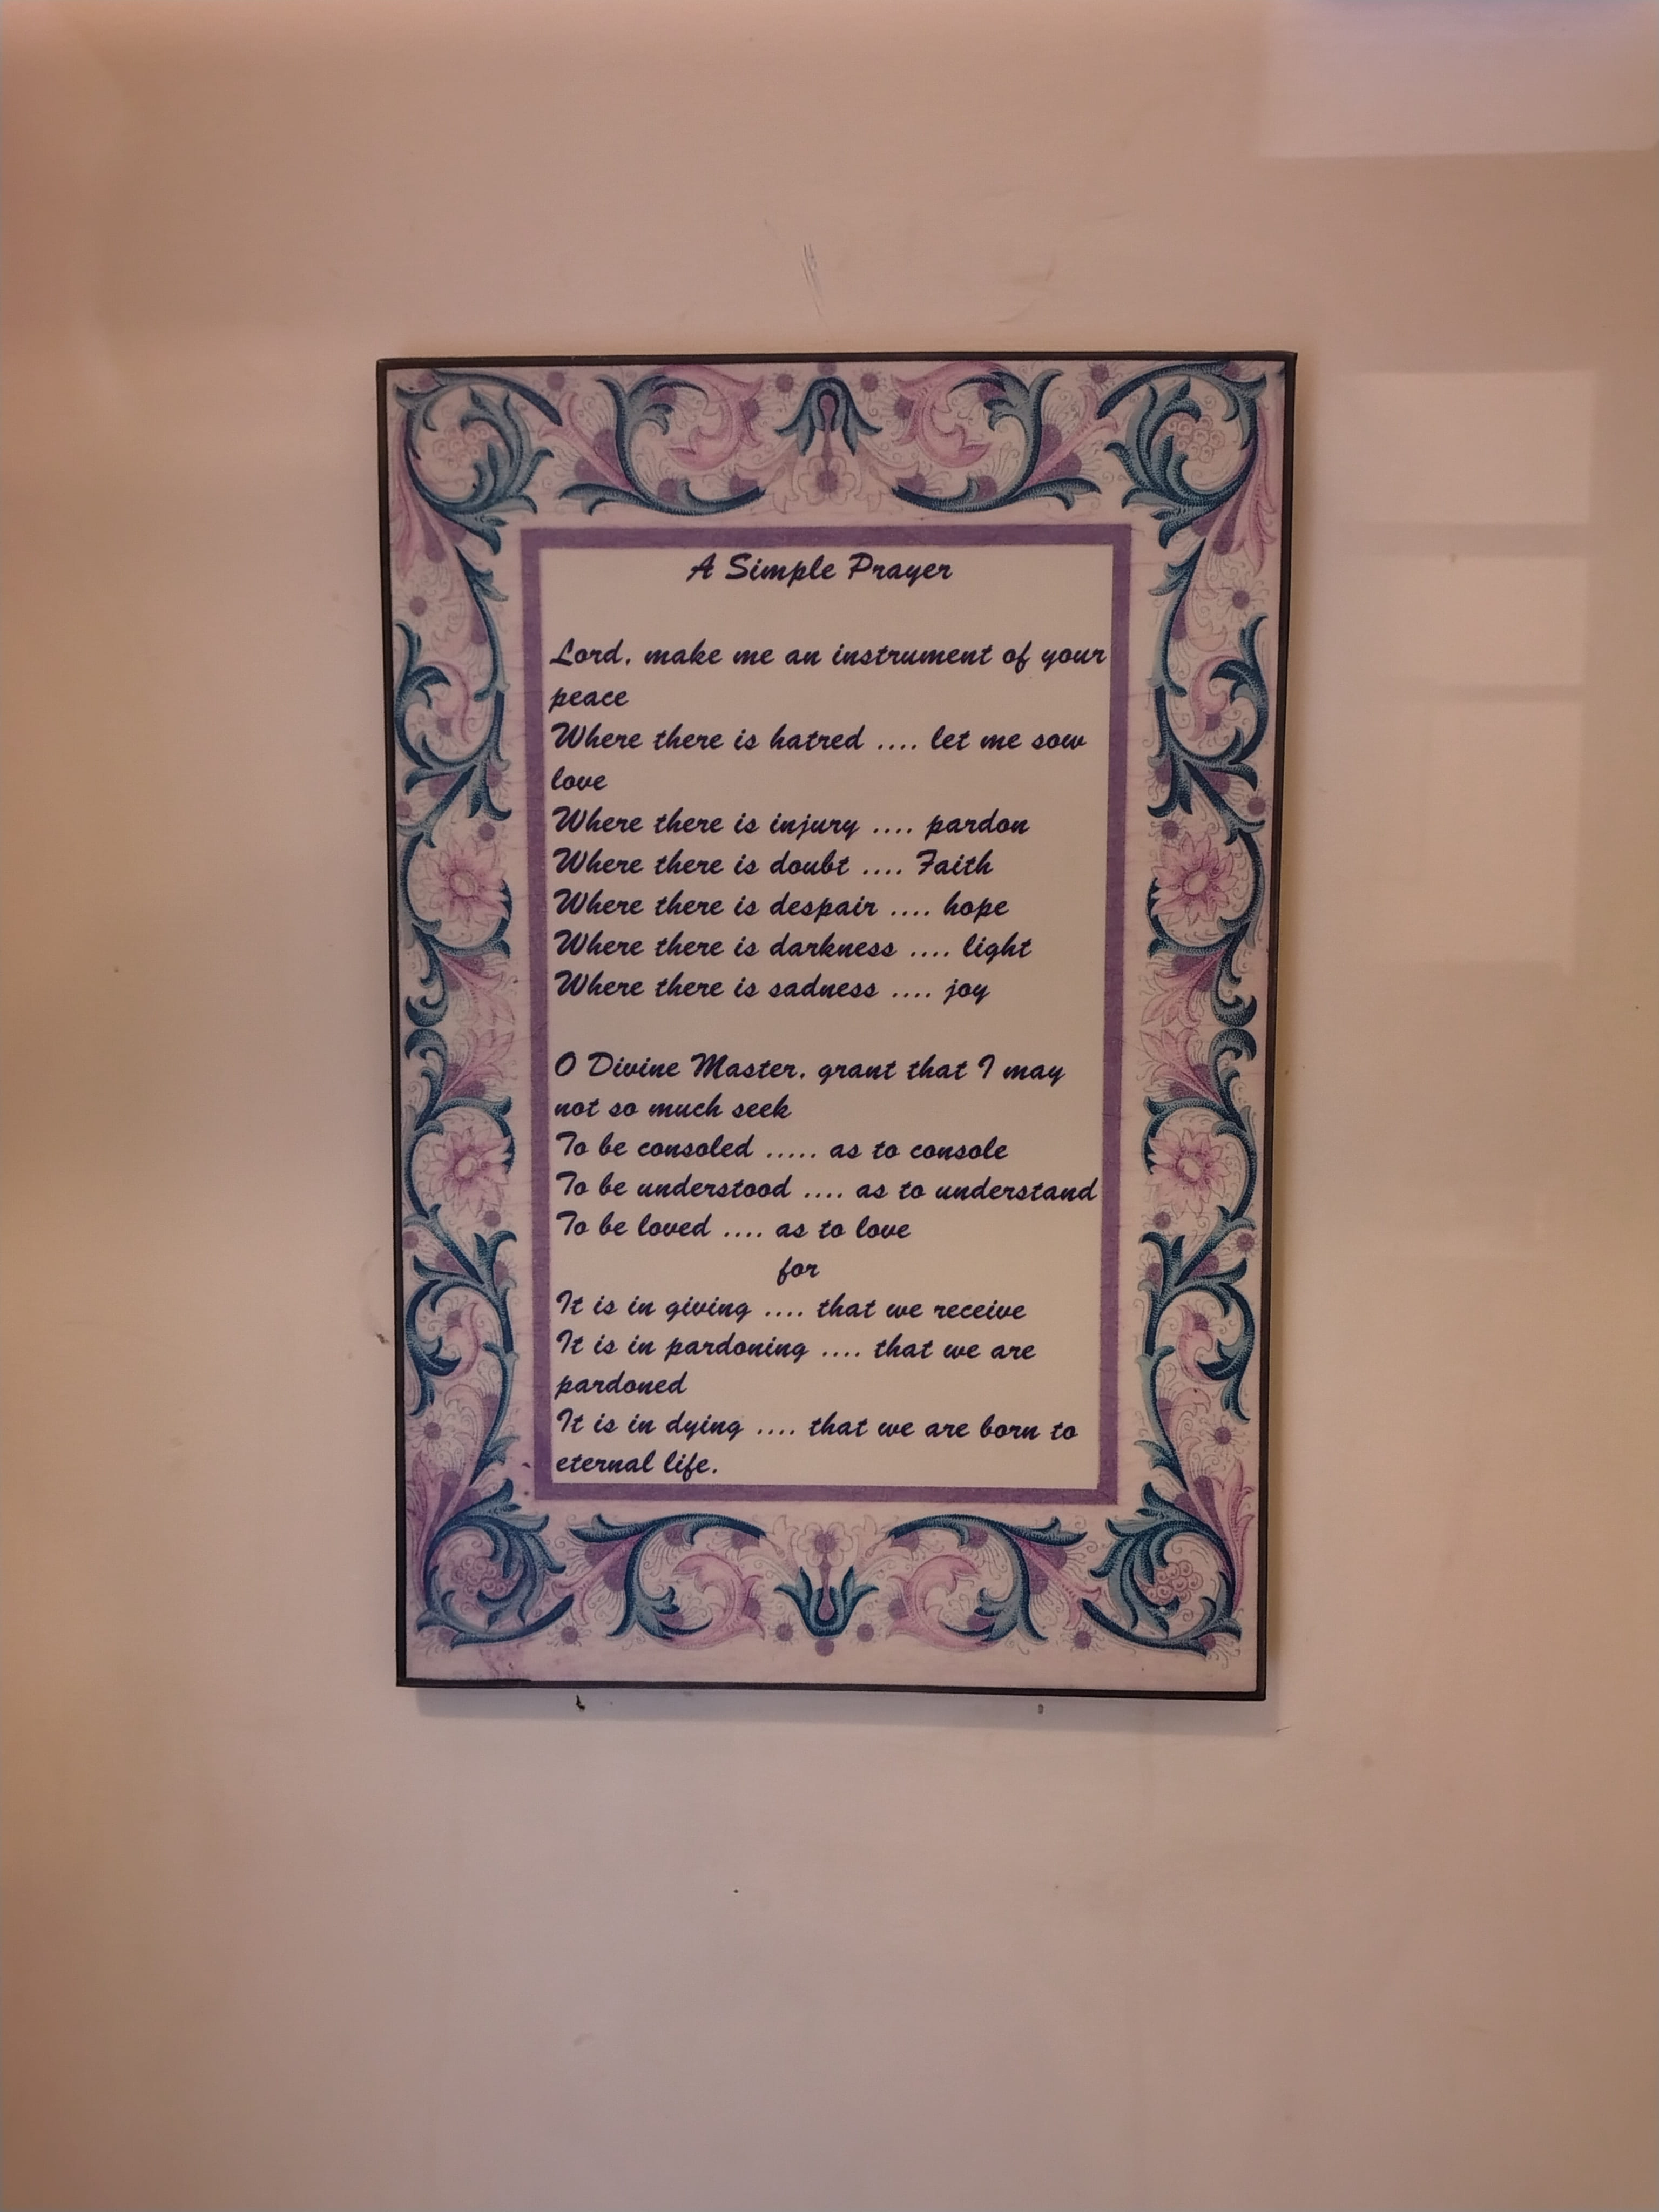 A Simple Prayer
Lord, make me an instrument of your
peace
Where there is hatred .... let me sow
love
Where there is injury .... pardon
Where there is doubt .... Faith
Where there is despair .... hope
Where there is darkness .... light
Where there is sadness .... joy
O Divine Master, grant that I may
not so much seek
To be consoled ..... as to console
To be understood .... as to understand
To be loved .... as to love
for
It is in giving .... that we receive
It is in pardoning .... that we are
pardoned
It is in dying .... that we are born to
eternal life.